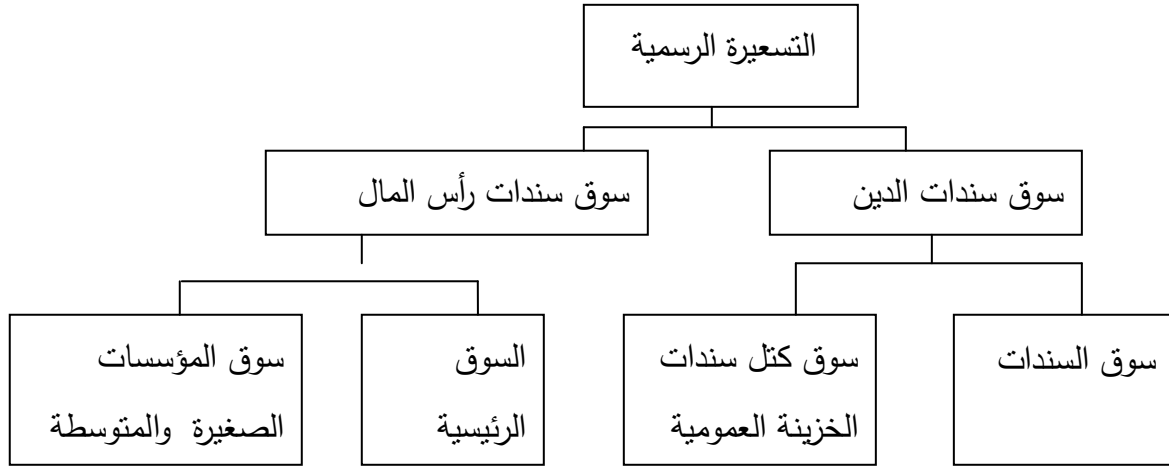 التسعيرة الرسمية
سوق سندات الدين
سوق سندات رأس المال
سوق السندات
سوق كتل سندات
الخزينة العمومية
السوق
الرئيسية
سوق المؤسسات
الصغيرة والمتوسطة